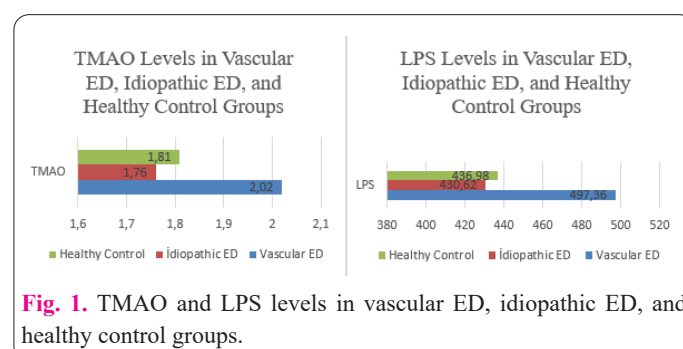 TMAO Levels in Vascular
ED, Idiopathic ED, and
Healthy Control Groups
TMAO
1,81
1,76
2,02
1,6 1,7 1,8 1,9 2 2,1
Healthy Control İdiopathic ED Vascular ED
LPS Levels in Vascular ED,
Idiopathic ED, and Healthy
Control Groups
LPS
436,98
430,62
497,36
380 400 420 440 460 480 500 520
Healthy Control İdiopathic ED Vascular ED
Fig. 1. TMAO and LPS levels in vascular ED, idiopathic ED, and
healthy control groups.